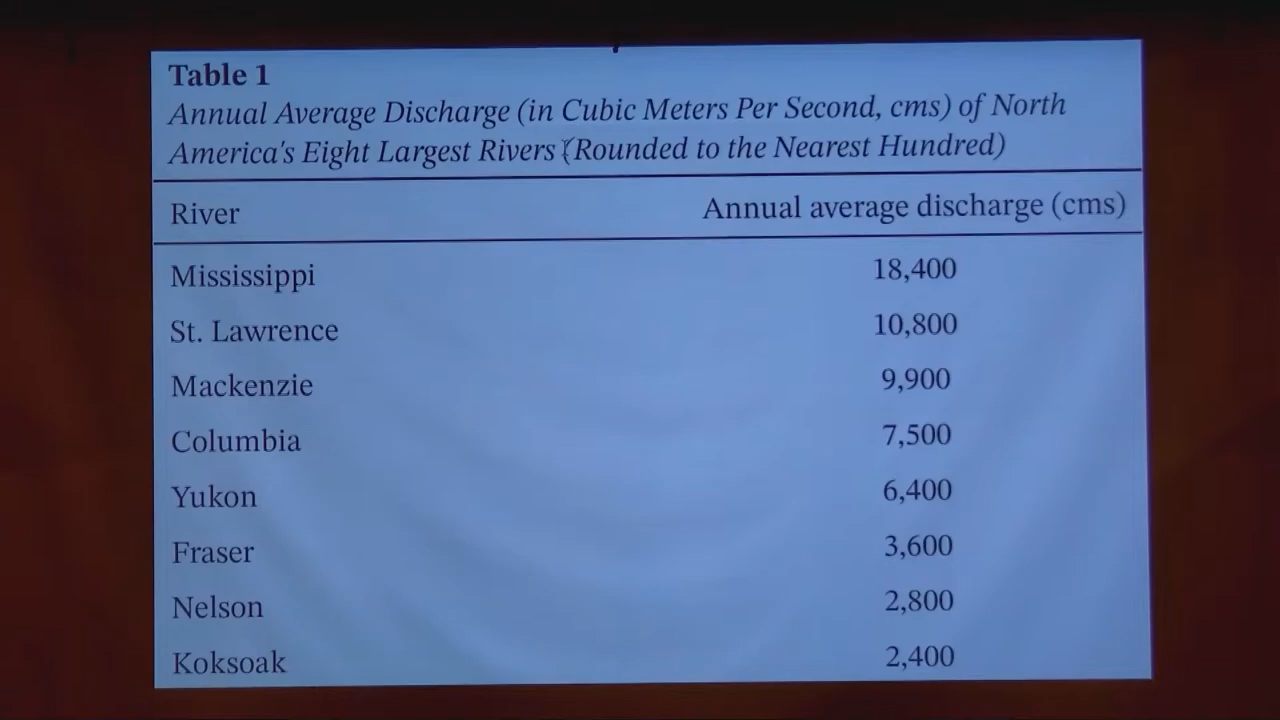 Table 1
Annual Average Discharge (in Cubic Meters Per Second, cms) of North
America's Eight Largest Rivers (Rounded to the Nearest Hundred)
River Annual average discharge (cms)
Mississippi 18,400
St. Lawrence 10,800
Mackenzie 9,900
Columbia 7,500
Yukon 6,400
Fraser 3,600
Nelson 2,800
Koksoak 2,400